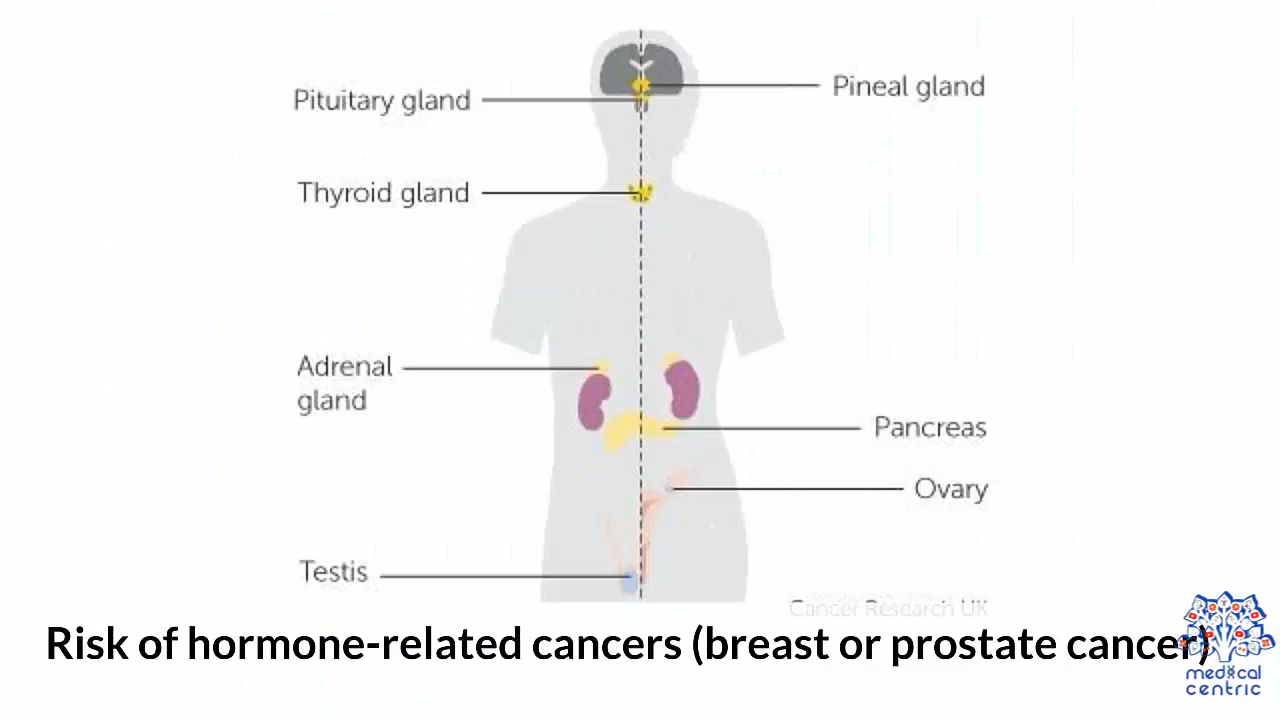 Pineal gland
Pituitary gland
Thyroid gland
Adrenal
gland
Pancreas
Ovary
Testis
Cancer Research UK
Risk of hormone-related cancers (breast or prostate cancer)
medical
centric